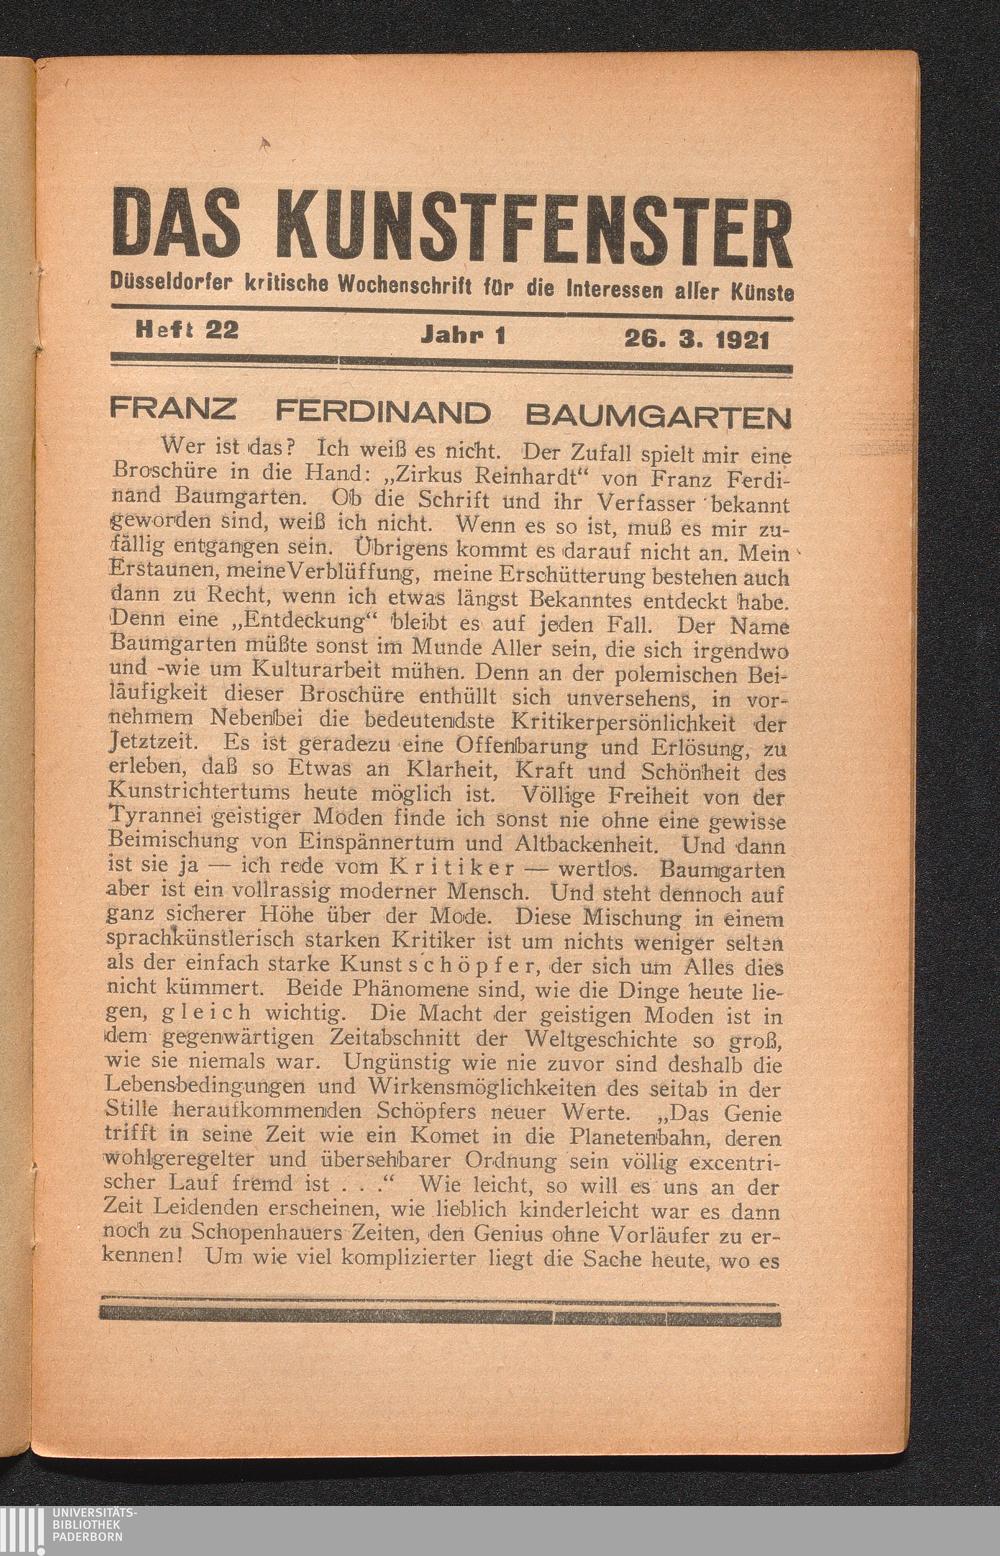 DAS KUNSTFENSTER
Düsseldorfer kritische Wochenschrift für die Interessen aller Künste
Heft 22 Jahr 1 26. 3. 1921
FRANZ FERDINAND BAUMGARTEN
Wer ist das? Ich weiß es nicht. Der Zufall spielt mir eine
Broschüre in die Hand: „Zirkus Reinhardt“ von Franz Ferdi-
nand Baumgarten. Ob die Schrift und ihr Verfasser bekannt
geworden sind, weiß ich nicht. Wenn es so ist, muß es mir zu-
fällig entgangen sein. Übrigens kommt es darauf nicht an. Mein
Erstaunen, meine Verblüffung, meine Erschütterung bestehen auch
dann zu Recht, wenn ich etwas längst Bekanntes entdeckt habe.
Denn eine „Entdeckung“ bleibt es auf jeden Fall. Der Name
Baumgarten müßte sonst im Munde Aller sein, die sich irgendwo
und -wie um Kulturarbeit mühen. Denn an der polemischen Bei-
läufigkeit dieser Broschüre enthüllt sich unversehens, in vor-
nehmem Nebenbei die bedeutendste Kritikerpersönlichkeit der
Jetztzeit. Es ist geradezu eine Offenbarung und Erlösung, zu
erleben, daß so Etwas an Klarheit, Kraft und Schönheit des
Kunstrichtertums heute möglich ist. Völlige Freiheit von der
Tyrannei geistiger Moden finde ich sonst nie ohne eine gewisse
Beimischung von Einspännertum und Altbackenheit. Und dann
ist sie ja — ich rede vom Kritiker — wertlos. Baumgarten
aber ist ein vollrassig moderner Mensch. Und steht dennoch auf
ganz sicherer Höhe über der Mode. Diese Mischung in einem
sprachkünstlerisch starken Kritiker ist um nichts weniger selten
als der einfach starke Kunstschöpfer, der sich um Alles dies
nicht kümmert. Beide Phänomene sind, wie die Dinge heute lie-
gen, gleich wichtig. Die Macht der geistigen Moden ist in
dem gegenwärtigen Zeitabschnitt der Weltgeschichte so groß,
wie sie niemals war. Ungünstig wie nie zuvor sind deshalb die
Lebensbedingungen und Wirkensmöglichkeiten des seitab in der
Stille heraufkommenden Schöpfers neuer Werte. „Das Genie
trifft in seine Zeit wie ein Komet in die Planetenbahn, deren
wohlgeregelter und übersehbarer Ordnung sein völlig excentri-
scher Lauf fremd ist . . .“ Wie leicht, so will es uns an der
Zeit Leidenden erscheinen, wie lieblich kinderleicht war es dann
noch zu Schopenhauers Zeiten, den Genius ohne Vorläufer zu er-
kennen! Um wie viel komplizierter liegt die Sache heute, wo es
UNIVERSITÄTS-
BIBLIOTHEK
PADERBORN